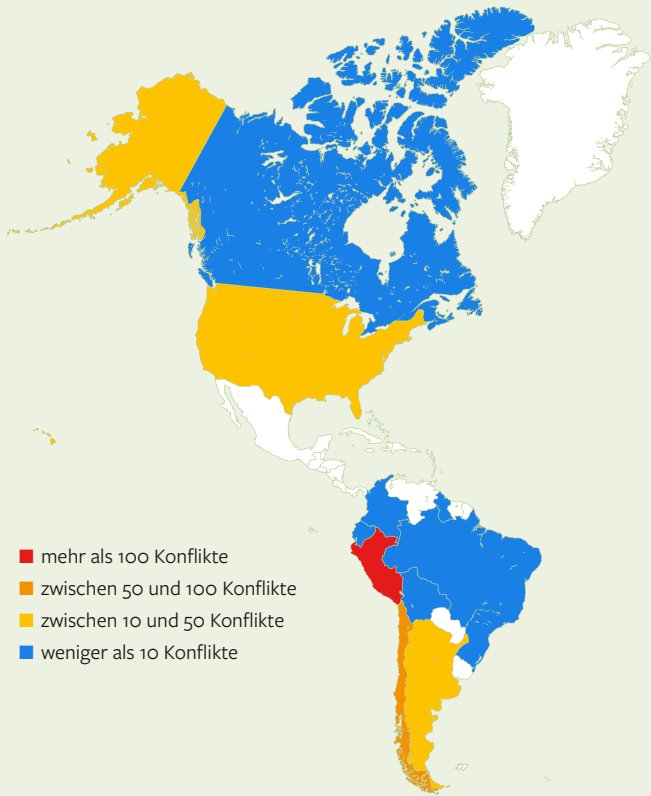 mehr als 100 Konflikte
zwischen 50 und 100 Konflikte
zwischen 10 und 50 Konflikte
weniger als 10 Konflikte